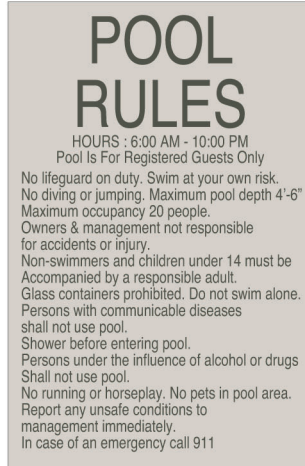 POOL
RULES
HOURS : 6:00 AM - 10:00 PM
Pool Is For Registered Guests Only
No lifeguard on duty. Swim at your own risk.
No diving or jumping. Maximum pool depth 4'-6"
Maximum occupancy 20 people.
Owners & management not responsible
for accidents or injury.
Non-swimmers and children under 14 must be
Accompanied by a responsible adult.
Glass containers prohibited. Do not swim alone.
Persons with communicable diseases
shall not use pool.
Shower before entering pool.
Persons under the influence of alcohol or drugs
Shall not use pool.
No running or horseplay. No pets in pool area.
Report any unsafe conditions to
management immediately.
In case of an emergency call 911